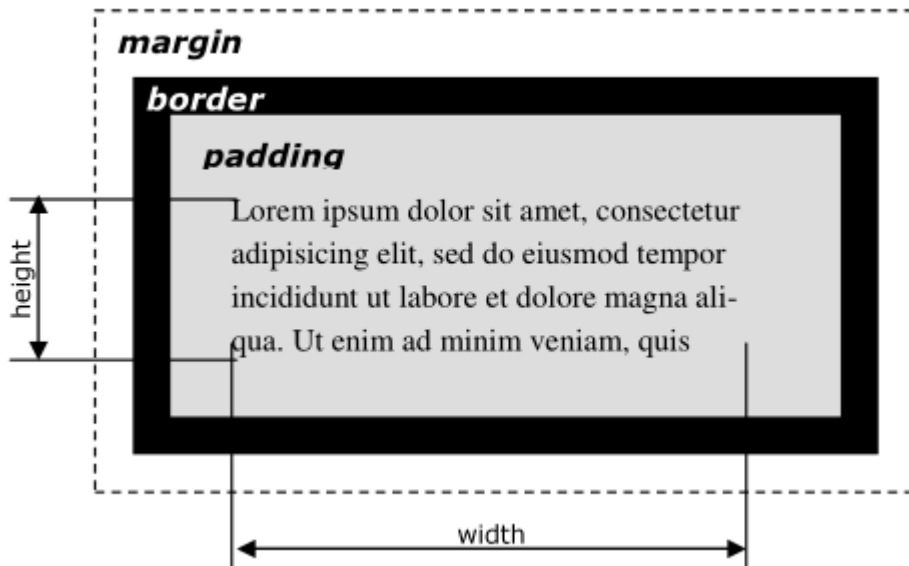 margin
border
padding
Lorem ipsum dolor sit amet, consectetur
adipisicing elit, sed do eiusmod tempor
incididunt ut labore et dolore magna ali-
qua. Ut enim ad minim veniam, quis
height
width